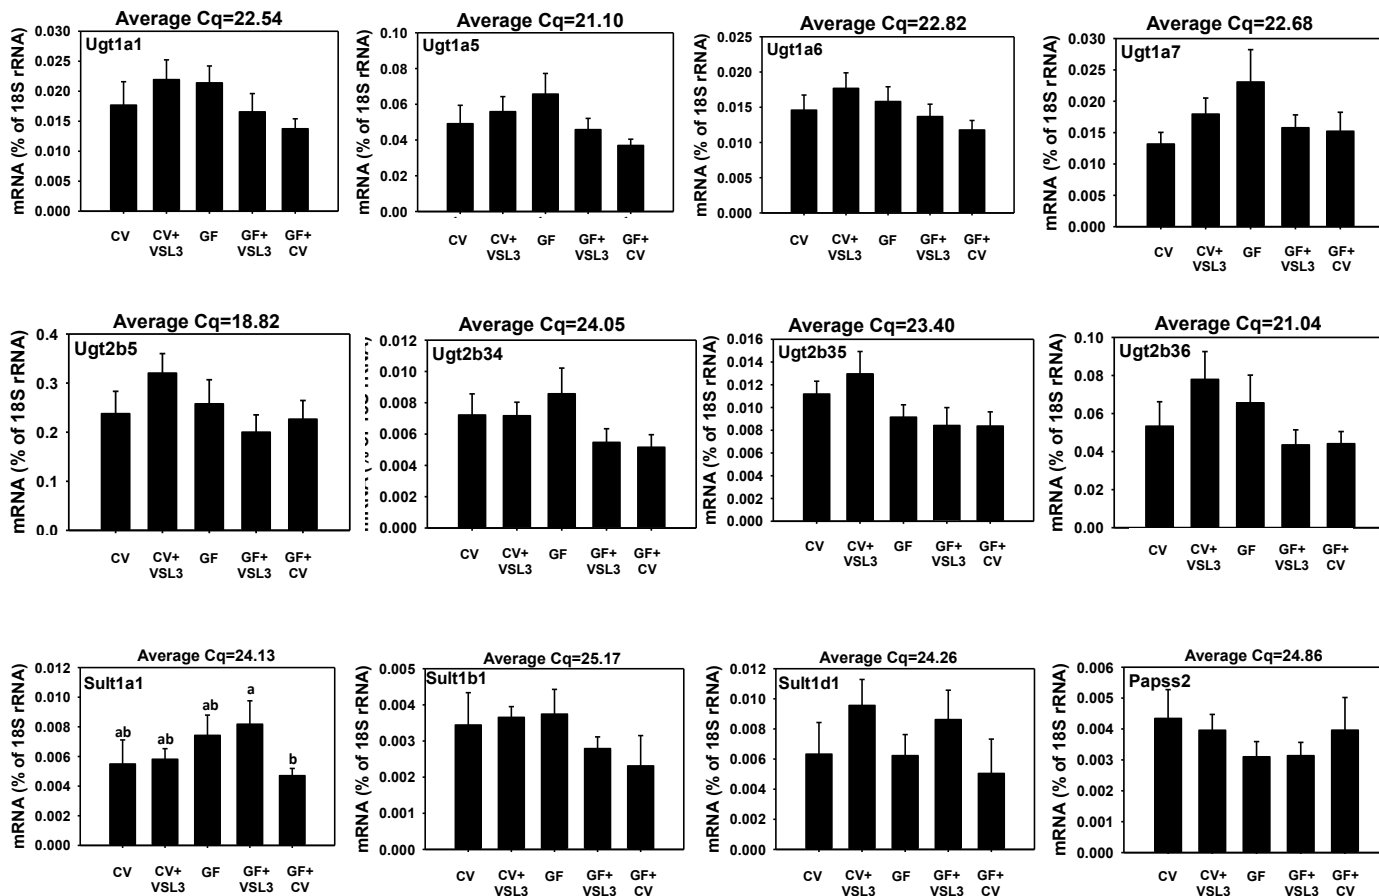 Average Cq=22.54
Ugt1a1
mRNA (% of 18S rRNA)
0.030
0.025
0.020
0.015
0.010
0.005
0.000
CV
CV+
VSL3
GF
GF+
VSL3
GF+
CV
Average Cq=21.10
Ugt1a5
mRNA (% of 18S rRNA)
0.10
0.08
0.06
0.04
0.02
0.00
CV
CV+
VSL3
GF
GF+
VSL3
GF+
CV
Average Cq=22.82
Ugt1a6
mRNA (% of 18S rRNA)
0.025
0.020
0.015
0.010
0.005
0.000
CV
CV+
VSL3
GF
GF+
VSL3
GF+
CV
Average Cq=22.68
Ugt1a7
mRNA (% of 18S rRNA)
0.030
0.025
0.020
0.015
0.010
0.005
0.000
CV
CV+
VSL3
GF
GF+
VSL3
GF+
CV
Average Cq=18.82
Ugt2b5
mRNA (% of 18S rRNA)
0.4
0.3
0.2
0.1
0.0
CV
CV+
VSL3
GF
GF+
VSL3
GF+
CV
Average Cq=24.05
Ugt2b34
0.012
0.010
0.008
0.006
0.004
0.002
0.000
CV
CV+
VSL3
GF
GF+
VSL3
GF+
CV
Average Cq=23.40
Ugt2b35
mRNA (% of 18S rRNA)
0.016
0.014
0.012
0.010
0.008
0.006
0.004
0.002
0.000
CV
CV+
VSL3
GF
GF+
VSL3
GF+
CV
Average Cq=21.04
Ugt2b36
mRNA (% of 18S rRNA)
0.10
0.08
0.06
0.04
0.02
0.00
CV
CV+
VSL3
GF
GF+
VSL3
GF+
CV
Average Cq=24.13
Sult1a1
mRNA (% of 18S rRNA)
0.012
0.010
0.008
0.006
0.004
0.002
0.000
ab
ab
ab
a
b
CV
CV+
VSL3
GF
GF+
VSL3
GF+
CV
Average Cq=25.17
Sult1b1
mRNA (% of 18S rRNA)
0.005
0.004
0.003
0.002
0.001
0.000
CV
CV+
VSL3
GF
GF+
VSL3
GF+
CV
Average Cq=24.26
Sult1d1
mRNA (% of 18S rRNA)
0.012
0.010
0.008
0.006
0.004
0.002
0.000
CV
CV+
VSL3
GF
GF+
VSL3
GF+
CV
Average Cq=24.86
Papss2
mRNA (% of 18S rRNA)
0.006
0.005
0.004
0.003
0.002
0.001
0.000
CV
CV+
VSL3
GF
GF+
VSL3
GF+
CV